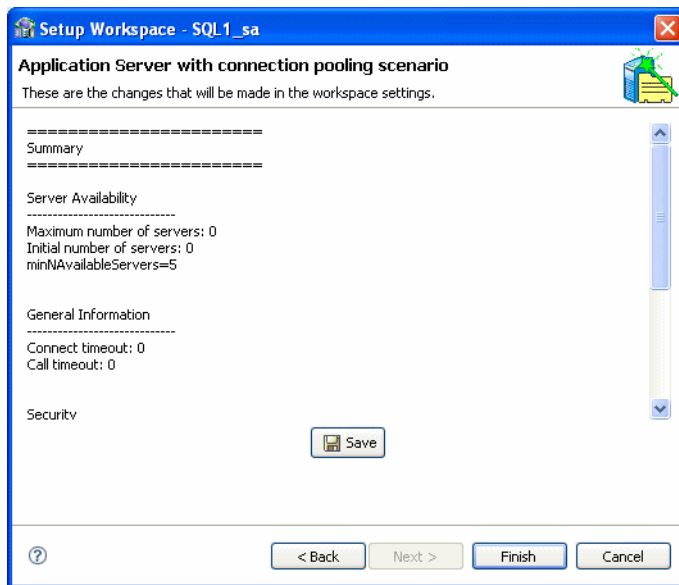 Setup Workspace - SQL1_sa
Application Server with connection pooling scenario
These are the changes that will be made in the workspace settings.
=======================
Summary
=======================
Server Availability
-----------------------------
Maximum number of servers: 0
Initial number of servers: 0
minNAvailableServers=5
General Information
-----------------------------
Connect timeout: 0
Call timeout: 0
Security
Save
? < Back Next > Finish Cancel